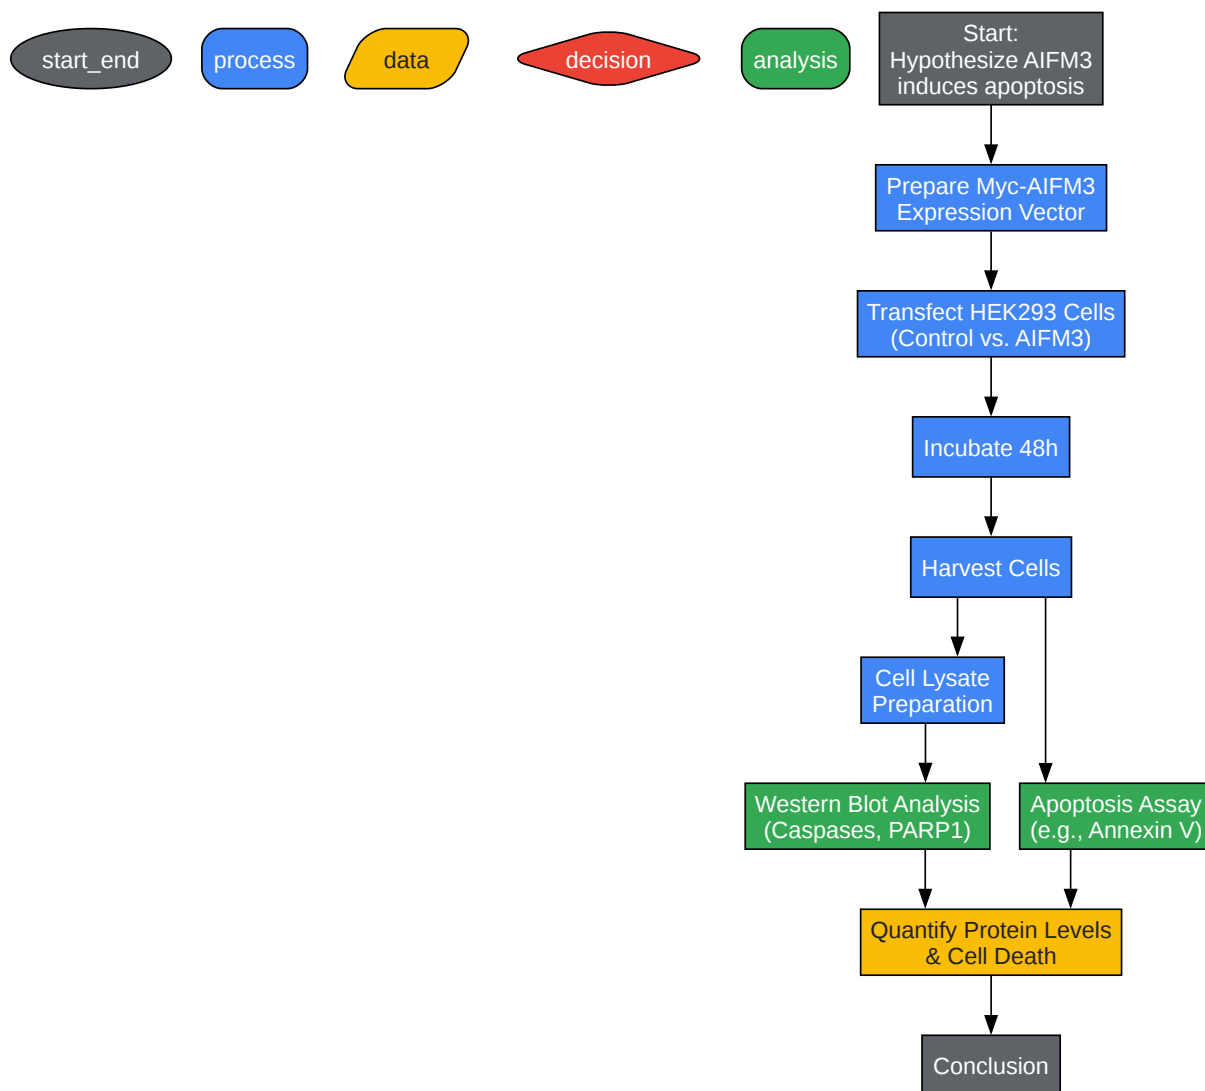 start_end
process
data
decision
analysis
Start:
Hypothesize AIFM3
induces apoptosis
Prepare Myc-AIFM3
Expression Vector
Transfect HEK293 Cells
(Control vs. AIFM3)
Incubate 48h
Harvest Cells
Cell Lysate
Preparation
Western Blot Analysis
(Caspases, PARP1)
Apoptosis Assay
(e.g., Annexin V)
Quantify Protein Levels
& Cell Death
Conclusion